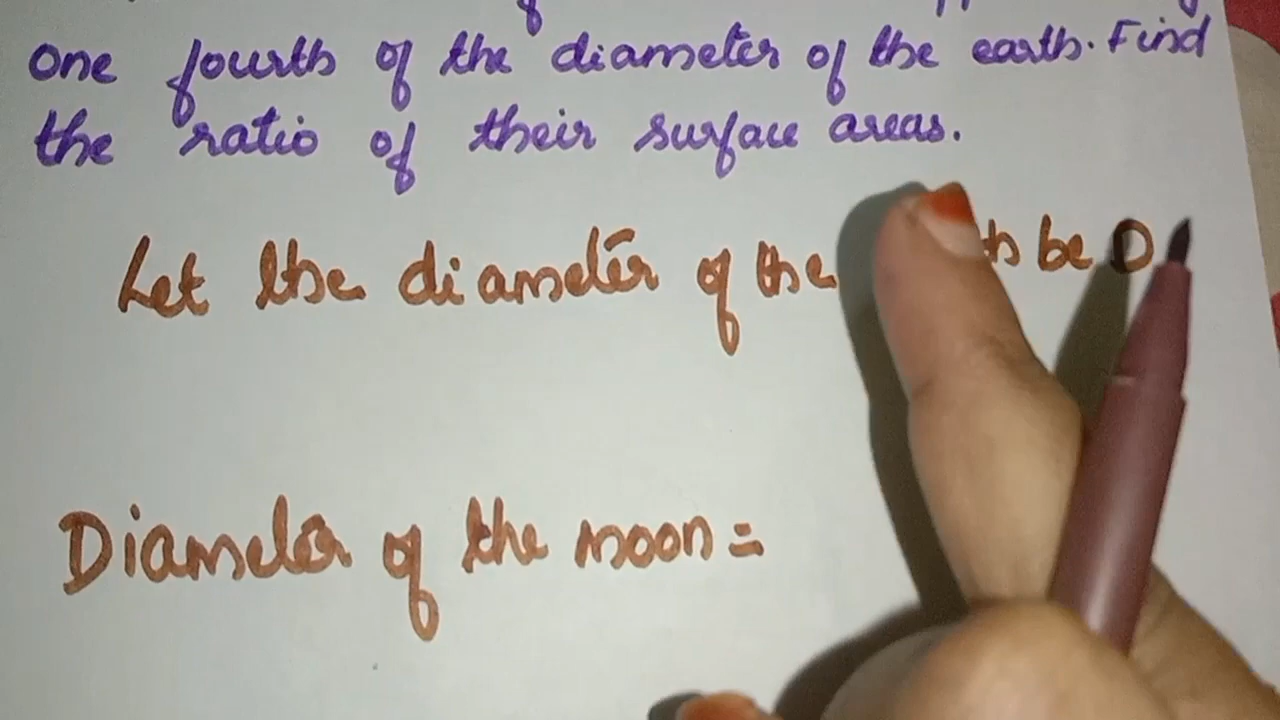 one fourth of the diameter of the earth. Find
the ratio of their surface areas.
Let the diameter of the be D
Diameter of the moon =